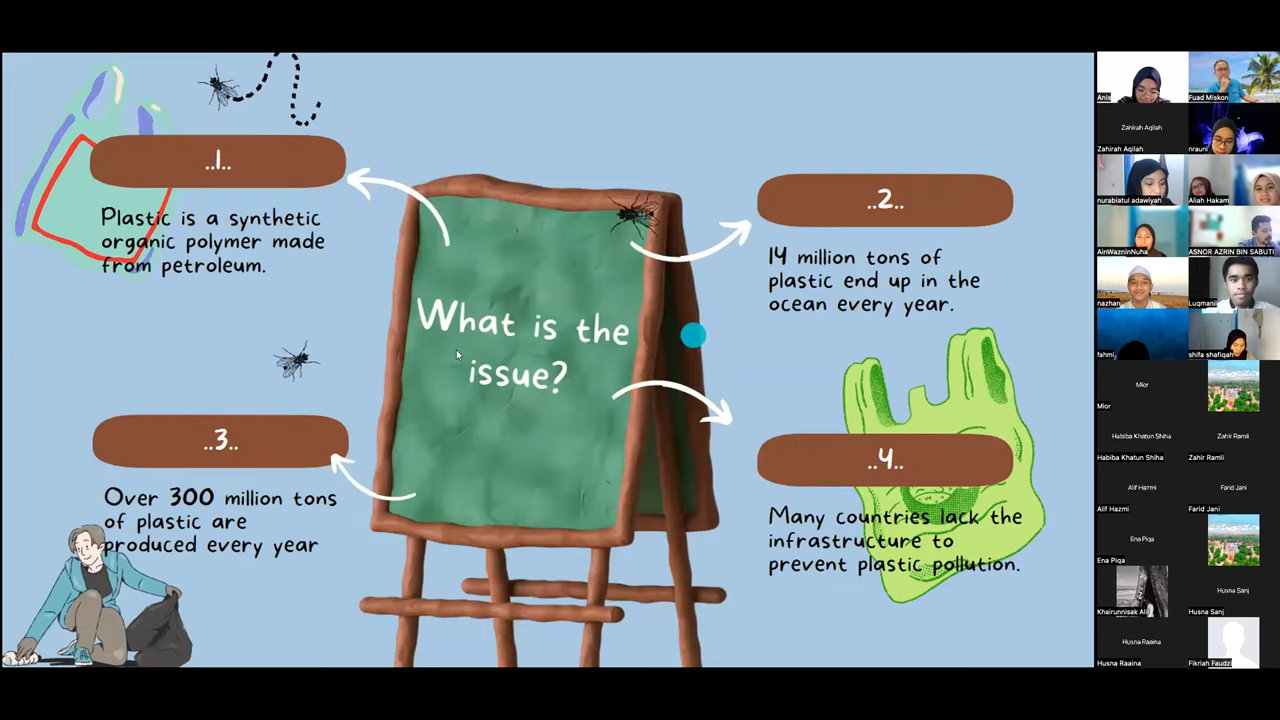 ..1..
Plastic is a synthetic
organic polymer made
from petroleum.
What is the
issue?
..2..
14 million tons of
plastic end up in the
ocean every year.
..3..
Over 300 million tons
of plastic are
produced every year
..4..
Many countries lack the
infrastructure to
prevent plastic pollution.
Anis
Fuad Miskon
Zahirah Aqilah
Zahirah Aqilah
nrauni
nurabiatul adawiyah
Aliah Hakam
AinWazninNuha
ASNOR AZRIN BIN SABUTI
nazhan
Luqmanil
fahmi
shifa shafiqah
Mior
Mior
Habiba Khatun Shiha
Zahir Ramli
Habiba Khatun Shiha
Zahir Ramli
Alif Hazmi
Farid Jani
Alif Hazmi
Farid Jani
Ena Piqa
Ena Piqa
Husna Sanj
Khairunnisak Ali
Husna Sanj
Husna Raaina
Husna Raaina
Fikriah Faudzi